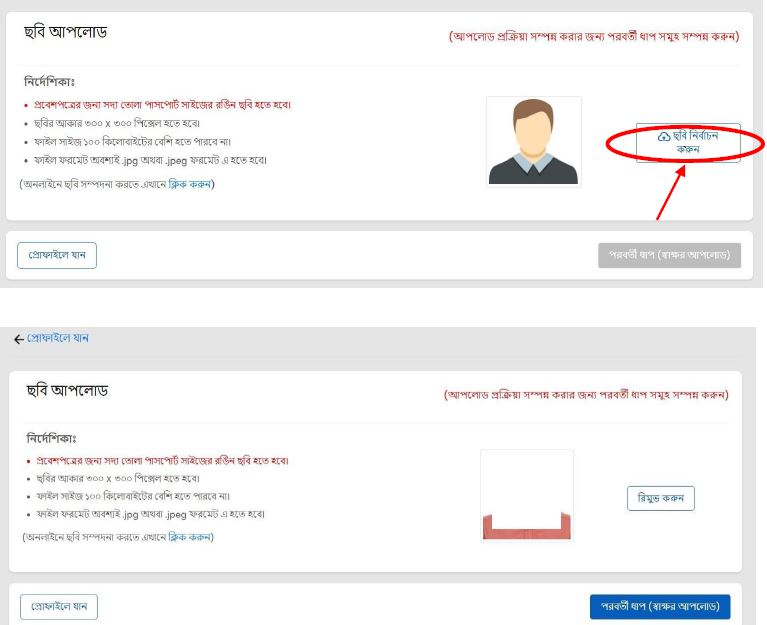 ছবি আপলোড
(আপলোড প্রক্রিয়া সম্পন্ন করার জন্য পরবর্তী ধাপ সমূহ সম্পন্ন করুন)
নির্দেশিকাঃ
প্রবেশপত্রের জন্য সদ্য তোলা পাসপোর্ট সাইজের রঙিন ছবি হতে হবে।
ছবির আকার ৩০০ X ৩০০ পিক্সেল হতে হবে।
ফাইল সাইজ ১০০ কিলোবাইটের বেশি হতে পারবে না।
ফাইল ফরমেট অবশ্যই .jpg অথবা .jpeg ফরমেট এ হতে হবে।
(অনলাইনে ছবি সম্পদনা করতে এখানে ক্লিক করুন)
ছবি নির্বাচন
করুন
প্রোফাইলে যান
পরবর্তী ধাপ (স্বাক্ষর আপলোড)
প্রোফাইলে যান
ছবি আপলোড
(আপলোড প্রক্রিয়া সম্পন্ন করার জন্য পরবর্তী ধাপ সমূহ সম্পন্ন করুন)
নির্দেশিকাঃ
প্রবেশপত্রের জন্য সদ্য তোলা পাসপোর্ট সাইজের রঙিন ছবি হতে হবে।
ছবির আকার ৩০০ X ৩০০ পিক্সেল হতে হবে।
ফাইল সাইজ ১০০ কিলোবাইটের বেশি হতে পারবে না।
ফাইল ফরমেট অবশ্যই .jpg অথবা .jpeg ফরমেট এ হতে হবে।
(অনলাইনে ছবি সম্পদনা করতে এখানে ক্লিক করুন)
রিমুভ করুন
প্রোফাইলে যান
পরবর্তী ধাপ (স্বাক্ষর আপলোড)